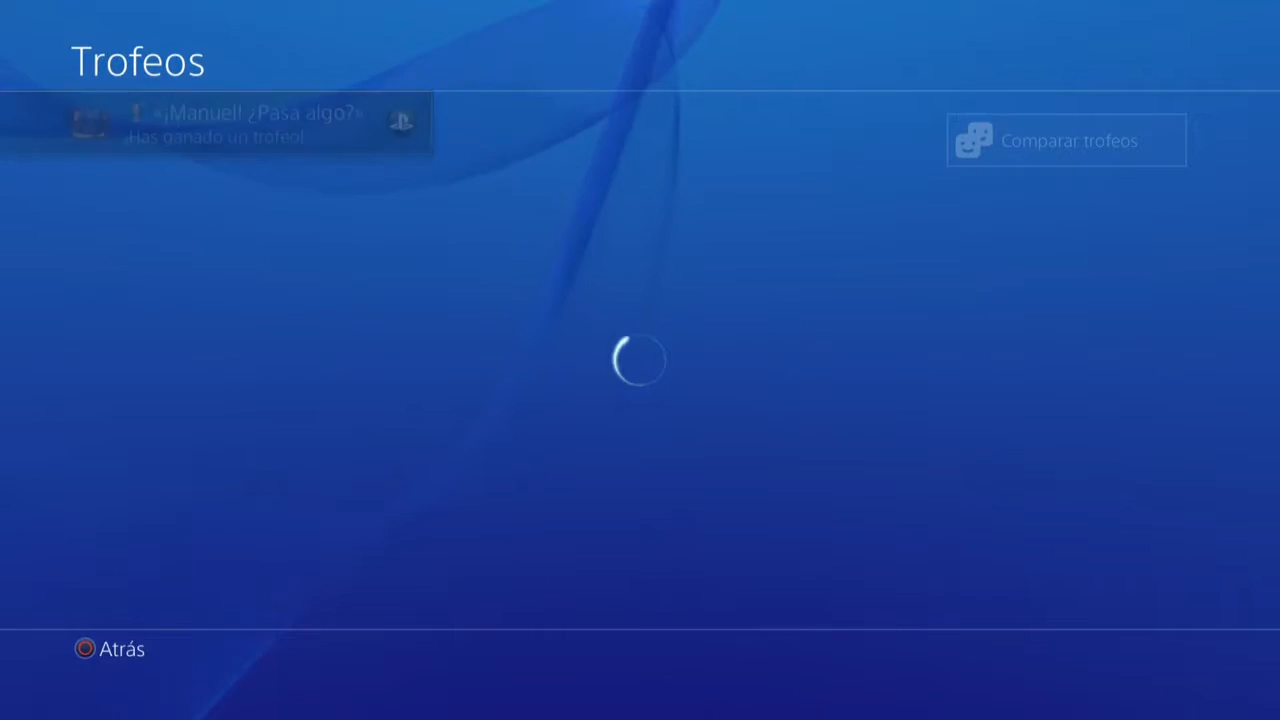 Trofeos
«¡Manuel! ¿Pasa algo?»
¡Has ganado un trofeo!
Comparar trofeos
Atrás